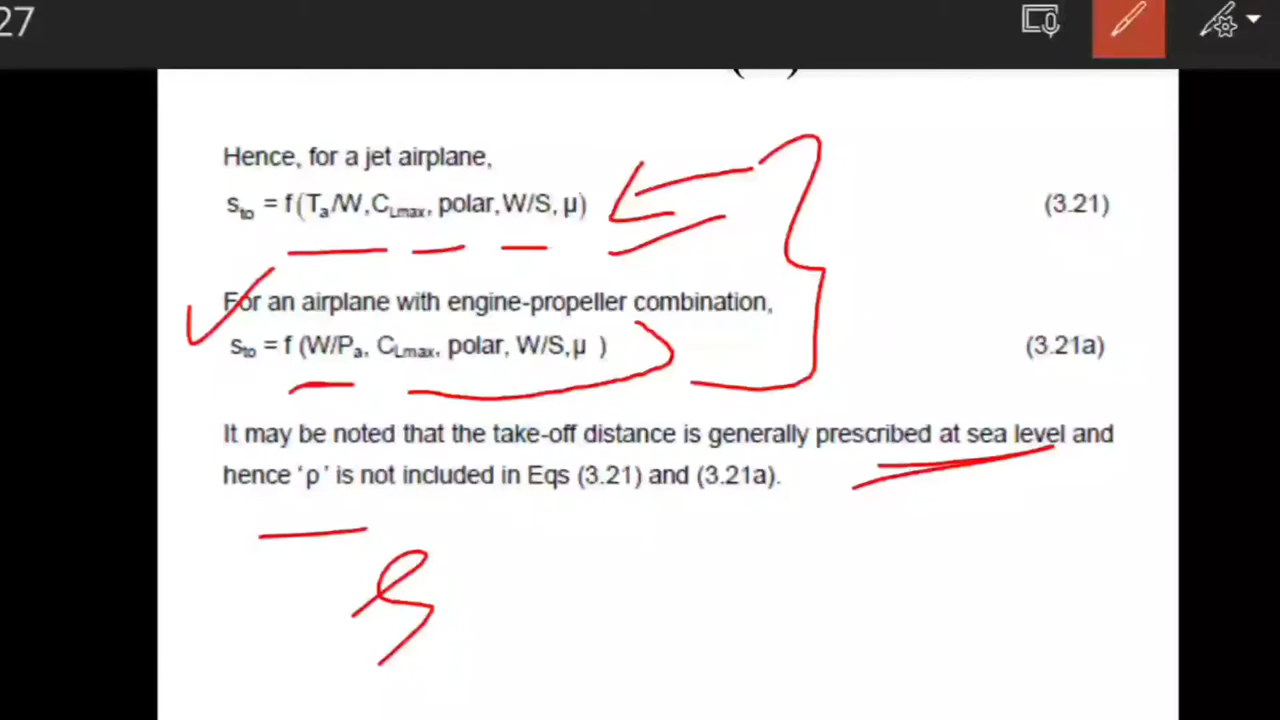 27
Hence, for a jet airplane,
sₜₒ = f(Tₐ/W,C_Lmax, polar,W/S, μ) (3.21)
For an airplane with engine-propeller combination,
sₜₒ = f (W/Pₐ, C_Lmax, polar, W/S,μ ) (3.21a)
It may be noted that the take-off distance is generally prescribed at sea level and
hence ‘ρ’ is not included in Eqs (3.21) and (3.21a).